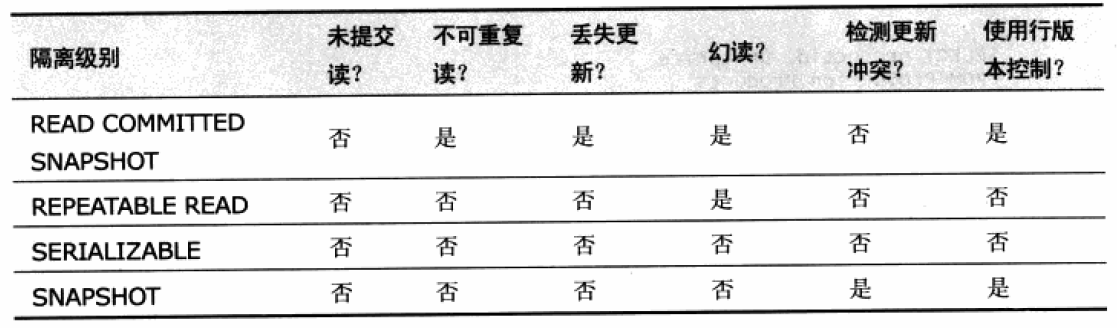 隔离级别 未提交 不可重复 丢失更 幻读? 检测更新 使用行版
读? 读? 新? 冲突? 本控制?
READ COMMITTED
SNAPSHOT 否 是 是 是 否 是
REPEATABLE READ 否 否 否 是 否 否
SERIALIZABLE 否 否 否 否 否 否
SNAPSHOT 否 否 否 否 是 是